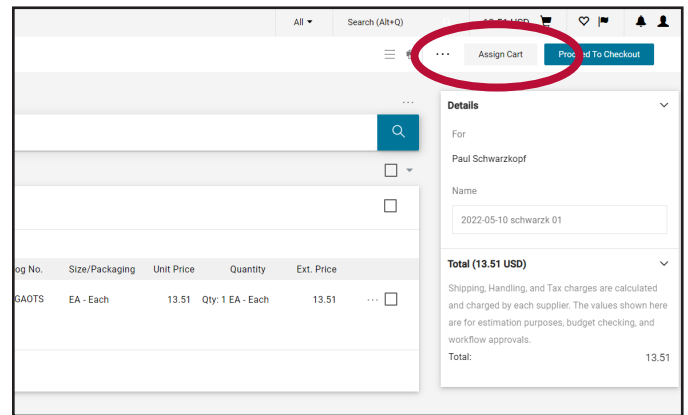 All Search (Alt+Q) 13.51 USD
... Assign Cart Proceed To Checkout
...
Details
For
Paul Schwarzkopf
Name
2022-05-10 schwarzk 01
og No. Size/Packaging Unit Price Quantity Ext. Price
GAOTS EA - Each 13.51 Qty: 1 EA - Each 13.51 ...
Total (13.51 USD)
Shipping, Handling, and Tax charges are calculated
and charged by each supplier. The values shown here
are for estimation purposes, budget checking, and
workflow approvals.
Total: 13.51